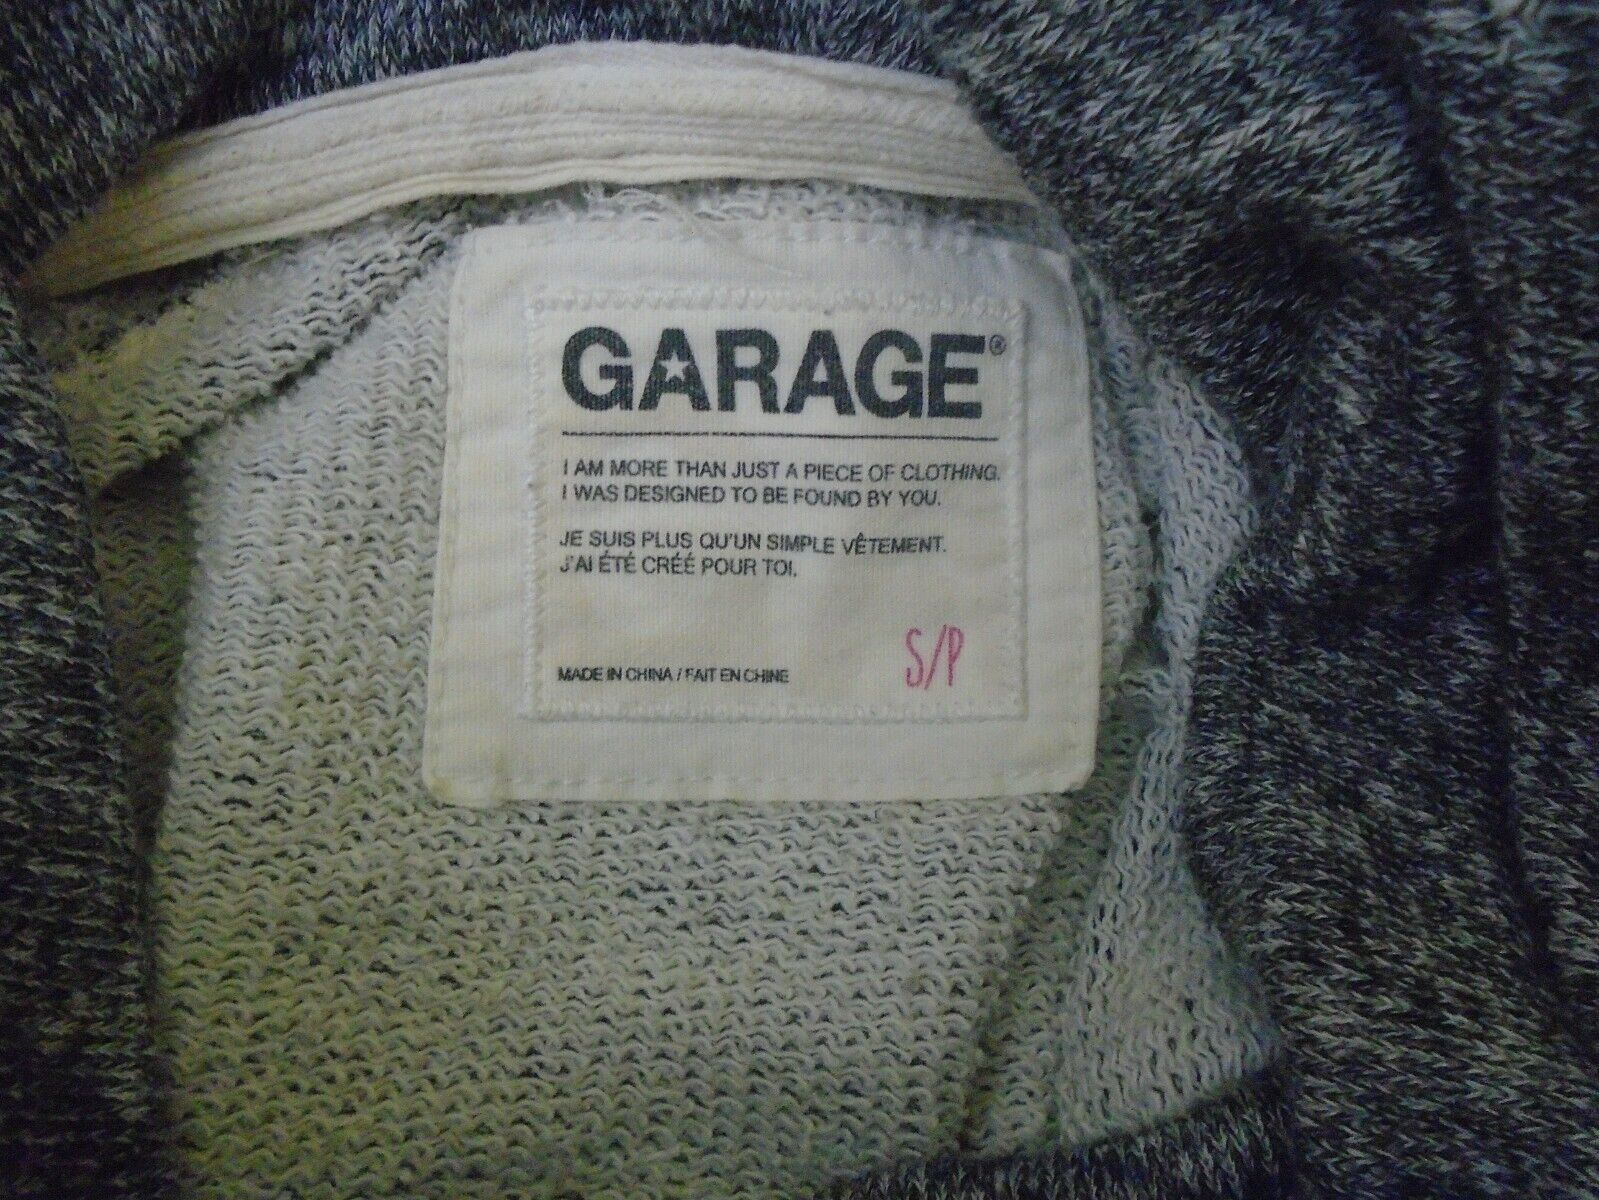 GARAGE®
I AM MORE THAN JUST A PIECE OF CLOTHING.
I WAS DESIGNED TO BE FOUND BY YOU.
JE SUIS PLUS QU'UN SIMPLE VÊTEMENT.
J'AI ÉTÉ CRÉÉ POUR TOI.
S/P
MADE IN CHINA / FAIT EN CHINE